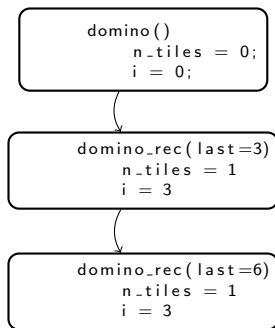 domino()
n_tiles = 0;
i = 0;
domino_rec(last=3)
n_tiles = 1
i = 3
domino_rec(last=6)
n_tiles = 1
i = 3